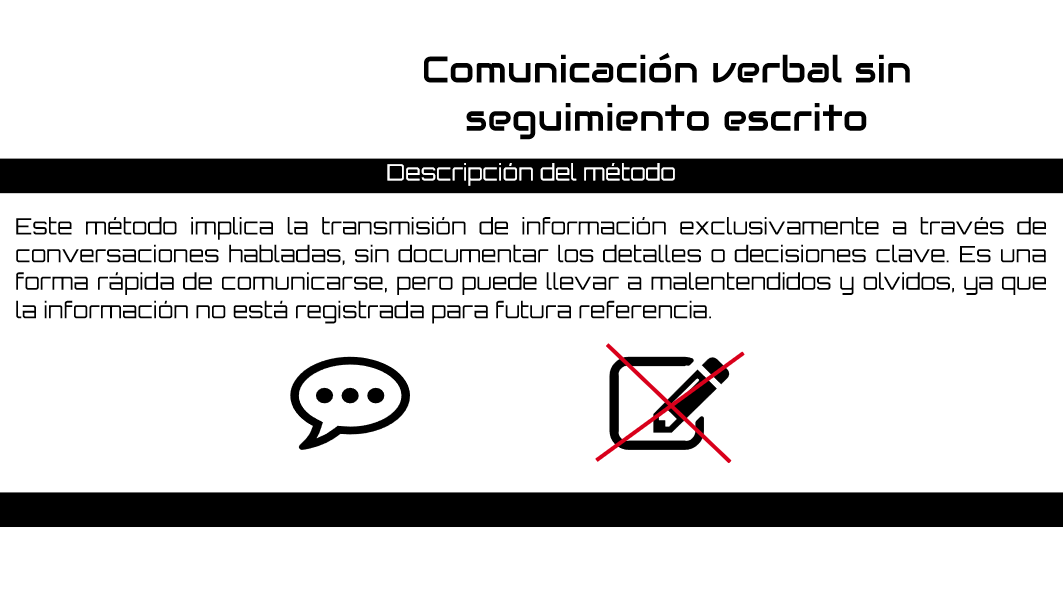 Comunicación verbal sin
seguimiento escrito
Descripción del método
Este método implica la transmisión de información exclusivamente a través de
conversaciones habladas, sin documentar los detalles o decisiones clave. Es una
forma rápida de comunicarse, pero puede llevar a malentendidos y olvidos, ya que
la información no está registrada para futura referencia.